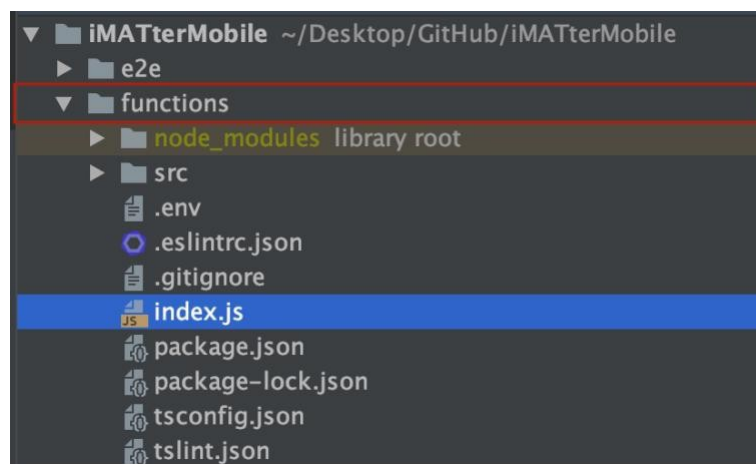 iMATterMobile ~/Desktop/GitHub/iMATterMobile
e2e
functions
node_modules library root
src
.env
.eslintrc.json
.gitignore
JS index.js
package.json
package-lock.json
tsconfig.json
tslint.json